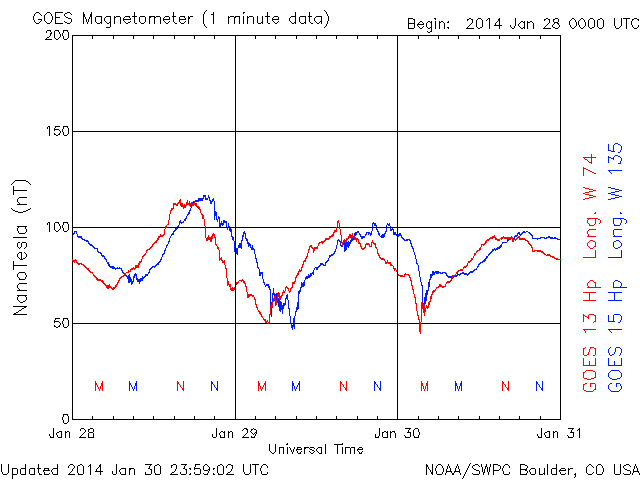 GOES Magnetometer (1 minute data)
Begin: 2014 Jan 28 0000 UTC
200
150
100
50
0
NanoTesla (nT)
M M N N M M N N M M N N
Jan 28 Jan 29 Jan 30 Jan 31
Universal Time
GOES 13 Hp Long. W 74
GOES 15 Hp Long. W 135
Updated 2014 Jan 30 23:59:02 UTC
NOAA/SWPC Boulder, CO USA